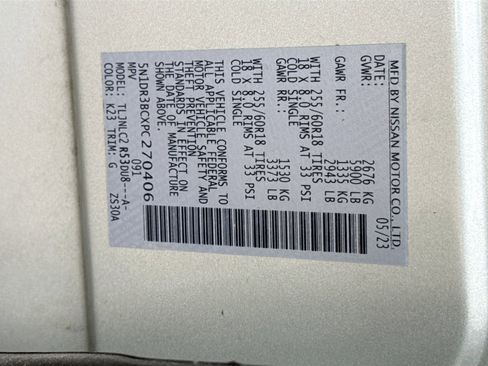 MFD BY NISSAN MOTOR CO., LTD.
DATE: 05/23
GVWR: 2676 KG
5900 LB
GAWR FR.: 1335 KG
2943 LB
WITH 255/60R18 TIRES
18 X 8.0 RIMS AT 33 PSI
COLD SINGLE
GAWR RR.: 1530 KG
3373 LB
WITH 255/60R18 TIRES
18 X 8.0 RIMS AT 33 PSI
COLD SINGLE
THIS VEHICLE CONFORMS TO
ALL APPLICABLE FEDERAL
MOTOR VEHICLE SAFETY AND
THEFT PREVENTION
STANDARDS IN EFFECT ON
THE DATE OF MANUFACTURE
SHOWN ABOVE.
5N1DR3BCXPC270406
MPV 091
MODEL: TLJNLC2 R53DU8---A-
COLOR: K23 TRIM: G ZS30A